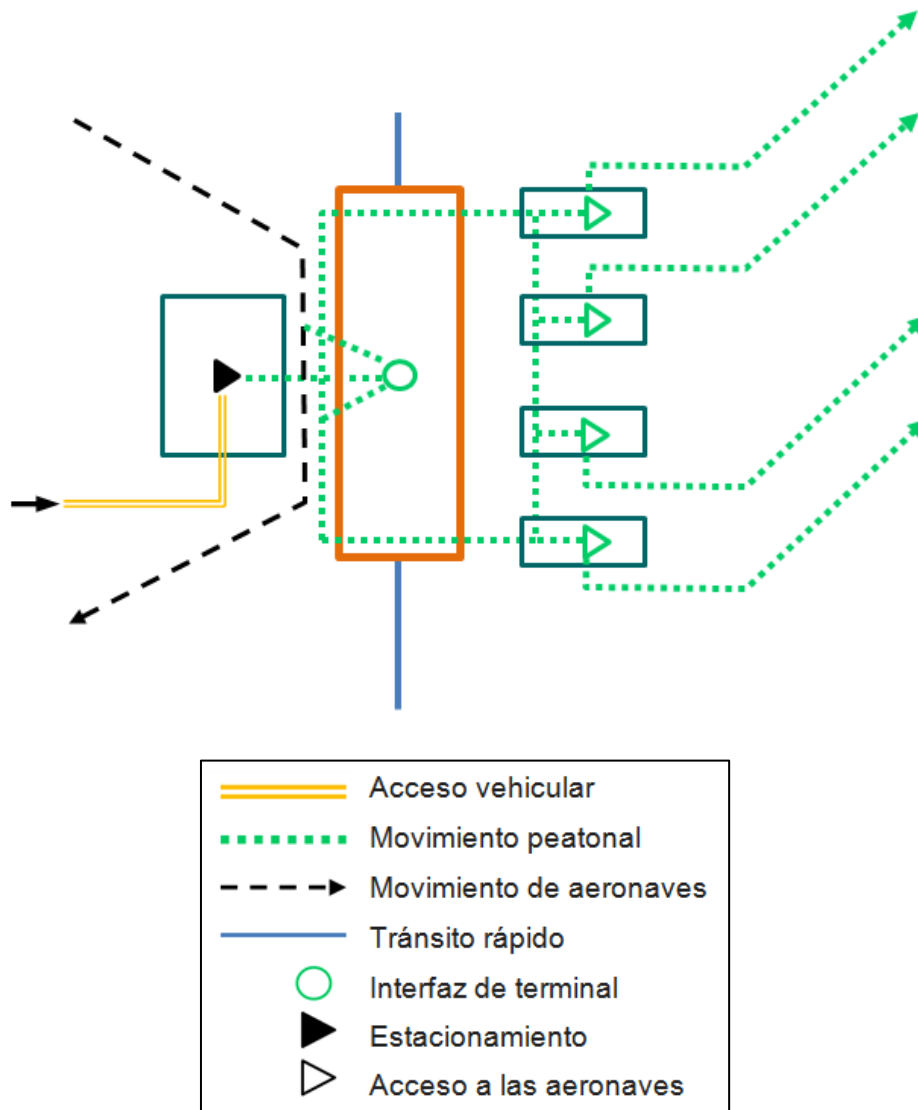 Acceso vehicular
Movimiento peatonal
Movimiento de aeronaves
Tránsito rápido
Interfaz de terminal
Estacionamiento
Acceso a las aeronaves